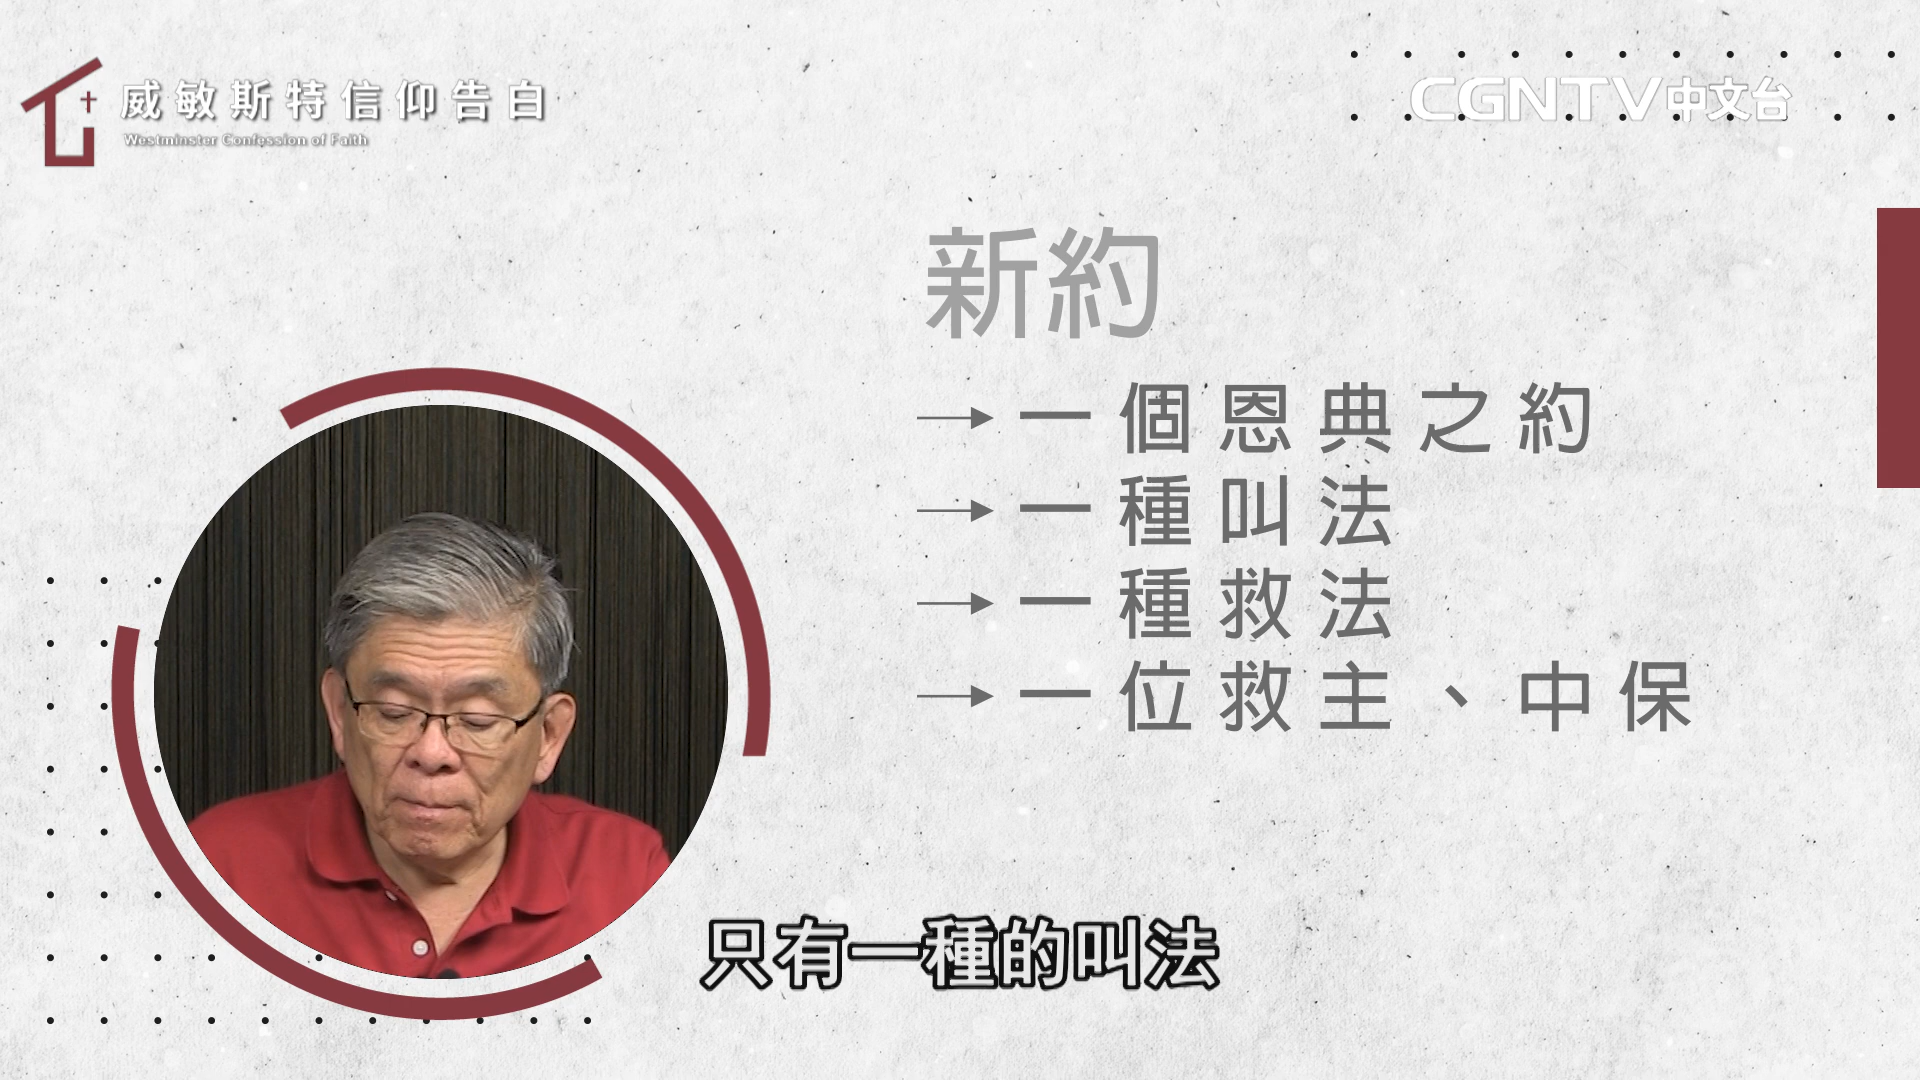 威敏斯特信仰告白
Westminster Confession of Faith
CGNTV中文台
新約
一個恩典之約
一種叫法
一種救法
一位救主、中保
只有一種的叫法